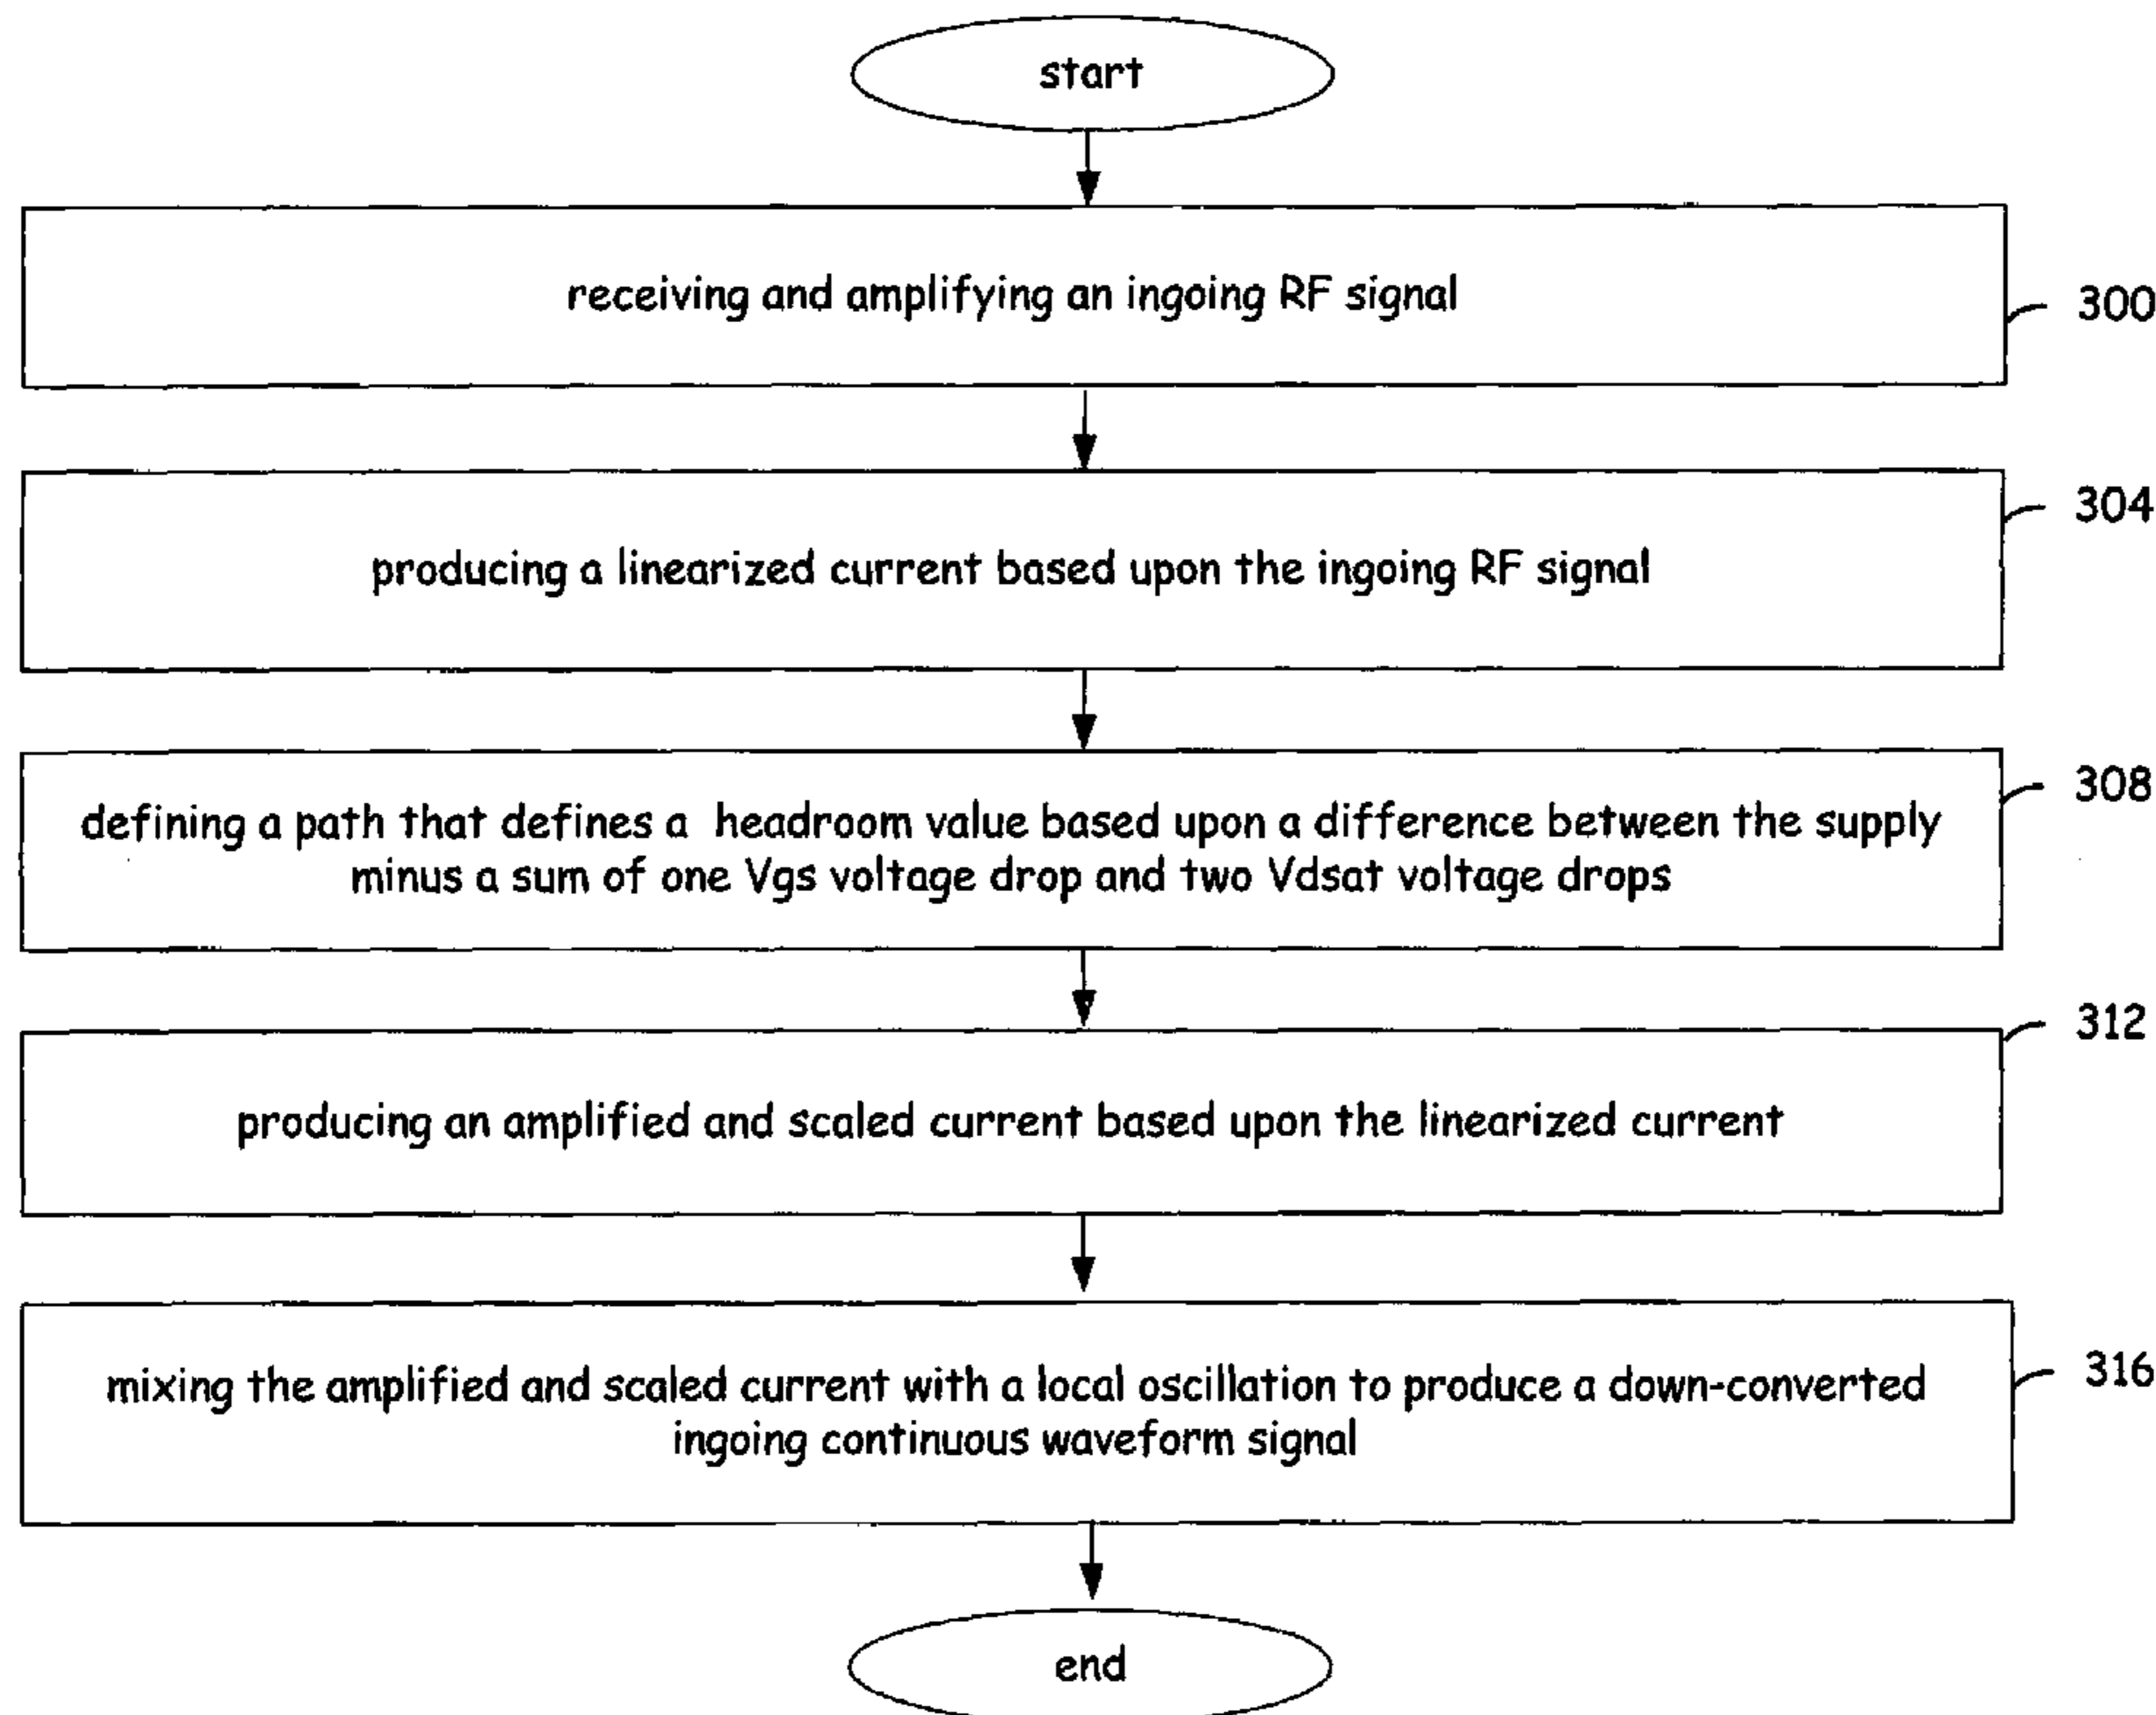 start
receiving and amplifying an ingoing RF signal
300
producing a linearized current based upon the ingoing RF signal
304
defining a path that defines a headroom value based upon a difference between the supply
minus a sum of one Vgs voltage drop and two Vdsat voltage drops
308
producing an amplified and scaled current based upon the linearized current
312
mixing the amplified and scaled current with a local oscillation to produce a down-converted
ingoing continuous waveform signal
316
end